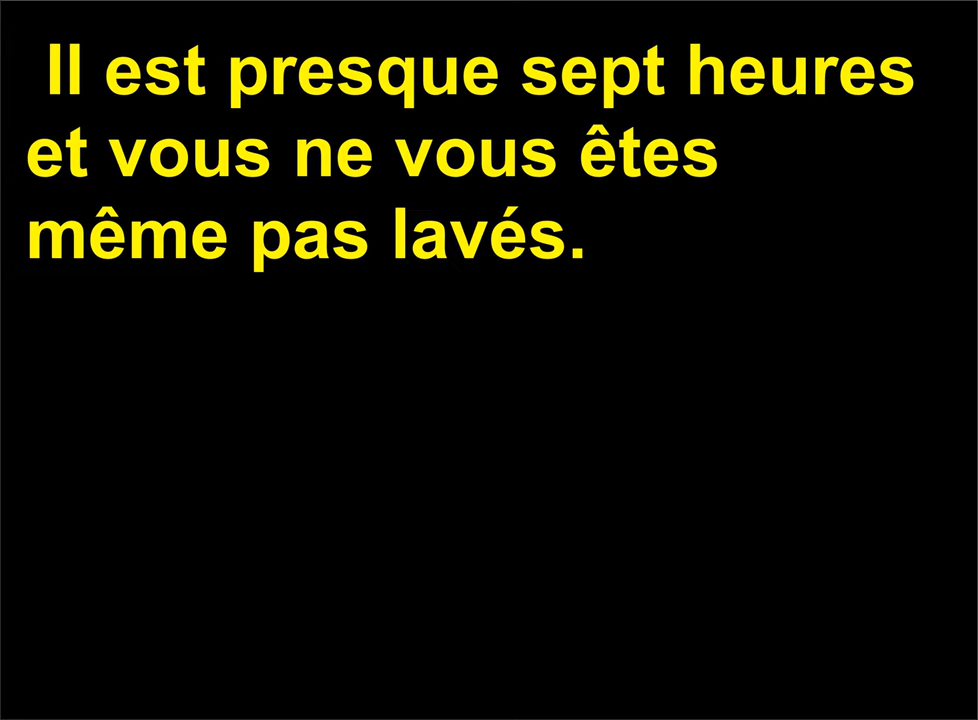 Il est presque sept heures
et vous ne vous êtes
même pas lavés.